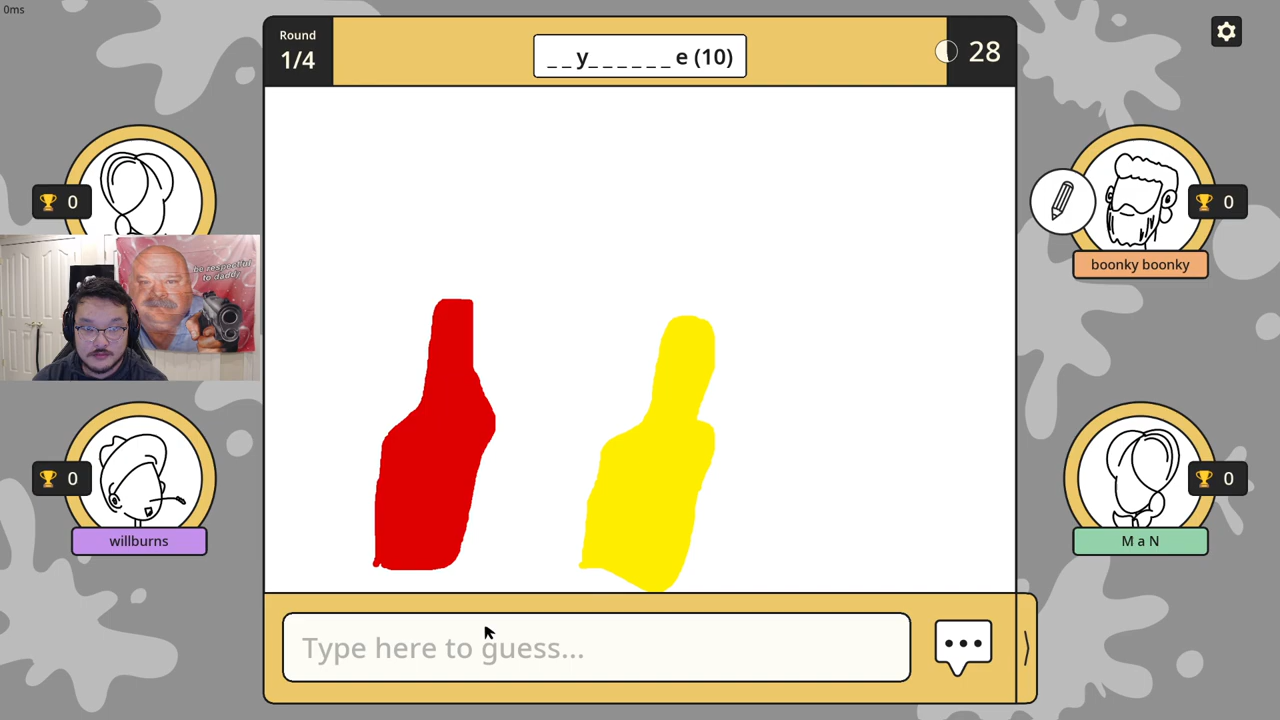 0ms
Round
1/4
_ _ y_ _ _ _ _ _ e (10)
28
0
0
be respectful
to daddy
boonky boonky
0
0
willburns
M a N
Type here to guess...